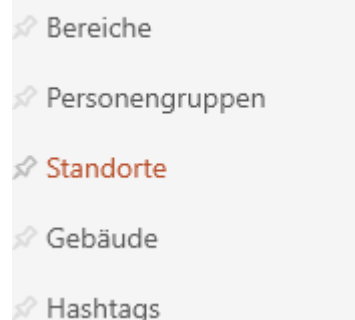 Bereiche
Personengruppen
Standorte
Gebäude
Hashtags